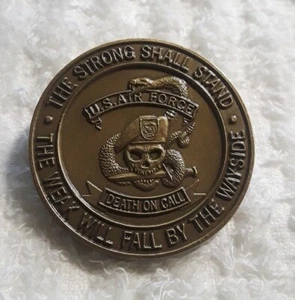 THE STRONG SHALL STAND
U.S. AIR FORCE
DEATH ON CALL
THE WEAK WILL FALL BY THE WAYSIDE